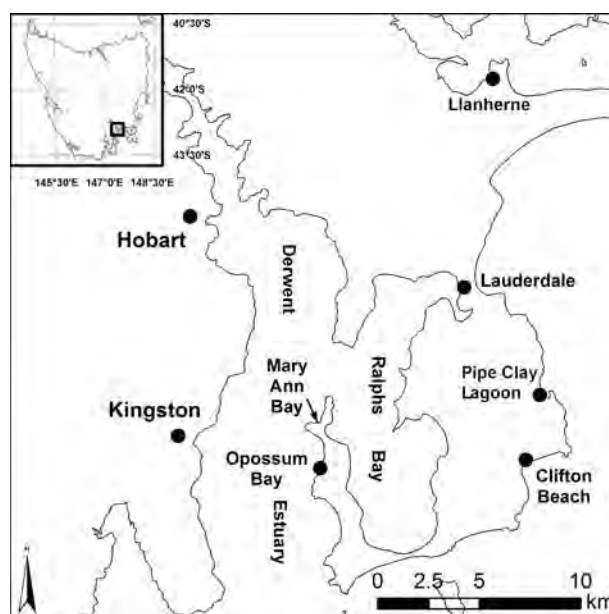 40°30'S
42°0'S
43°30'S
145°30'E 147°0'E 148°30'E
Llanherne
Hobart
Derwent
Lauderdale
Mary
Ann
Bay
Ralphs
Bay
Pipe Clay
Lagoon
Kingston
Opossum
Bay
Clifton
Beach
Estuary
N
0 2.5 5 10
km